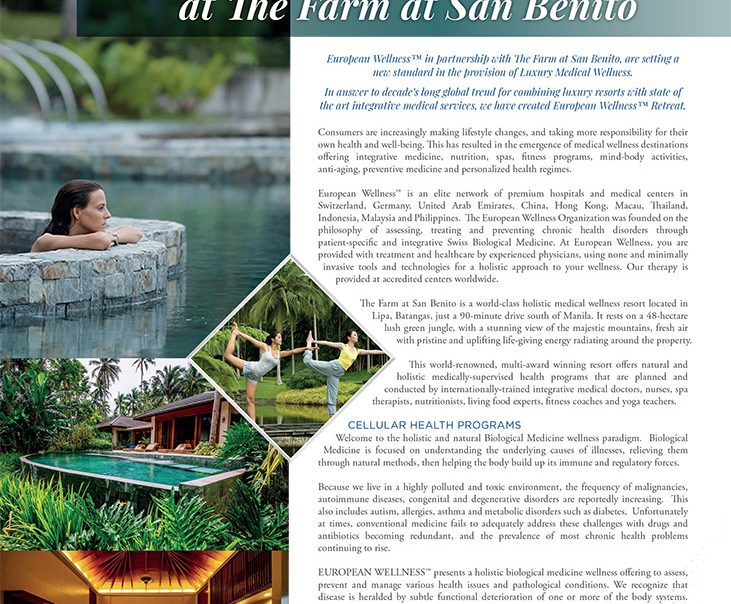 at The Farm at San Benito
European Wellness™ in partnership with The Farm at San Benito, are setting a
new standard in the provision of Luxury Medical Wellness.
In answer to decade's long global trend for combining luxury resorts with state of
the art integrative medical services, we have created European Wellness™ Retreat.
Consumers are increasingly making lifestyle changes, and taking more responsibility for their
own health and well-being. This has resulted in the emergence of medical wellness destinations
offering integrative medicine, nutrition, spas, fitness programs, mind-body activities,
anti-aging, preventive medicine and personalized health regimes.
European Wellness™ is an elite network of premium hospitals and medical centers in
Switzerland, Germany, United Arab Emirates, China, Hong Kong, Macau, Thailand,
Indonesia, Malaysia and Philippines. The European Wellness Organization was founded on the
philosophy of assessing, treating and preventing chronic health disorders through
patient-specific and integrative Swiss Biological Medicine. At European Wellness, you are
provided with treatment and healthcare by experienced physicians, using none and minimally
invasive tools and technologies for a holistic approach to your wellness. Our therapy is
provided at accredited centers worldwide.
The Farm at San Benito is a world-class holistic medical wellness resort located in
Lipa, Batangas, just a 90-minute drive south of Manila. It rests on a 48-hectare
lush green jungle, with a stunning view of the majestic mountains, fresh air
with pristine and uplifting life-giving energy radiating around the property.
This world-renowned, multi-award winning resort offers natural and
holistic medically-supervised health programs that are planned and
conducted by internationally-trained integrative medical doctors, nurses, spa
therapists, nutritionists, living food experts, fitness coaches and yoga teachers.
CELLULAR HEALTH PROGRAMS
Welcome to the holistic and natural Biological Medicine wellness paradigm. Biological
Medicine is focused on understanding the underlying causes of illnesses, relieving them
through natural methods, then helping the body build up its immune and regulatory forces.
Because we live in a highly polluted and toxic environment, the frequency of malignancies,
autoimmune diseases, congenital and degenerative disorders are reportedly increasing. This
also includes autism, allergies, asthma and metabolic disorders such as diabetes. Unfortunately
at times, conventional medicine fails to adequately address these challenges with drugs and
antibiotics becoming redundant, and the prevalence of most chronic health problems
continuing to rise.
EUROPEAN WELLNESS™ presents a holistic biological medicine wellness offering to assess,
prevent and manage various health issues and pathological conditions. We recognize that
disease is heralded by subtle functional deterioration of one or more of the body systems.